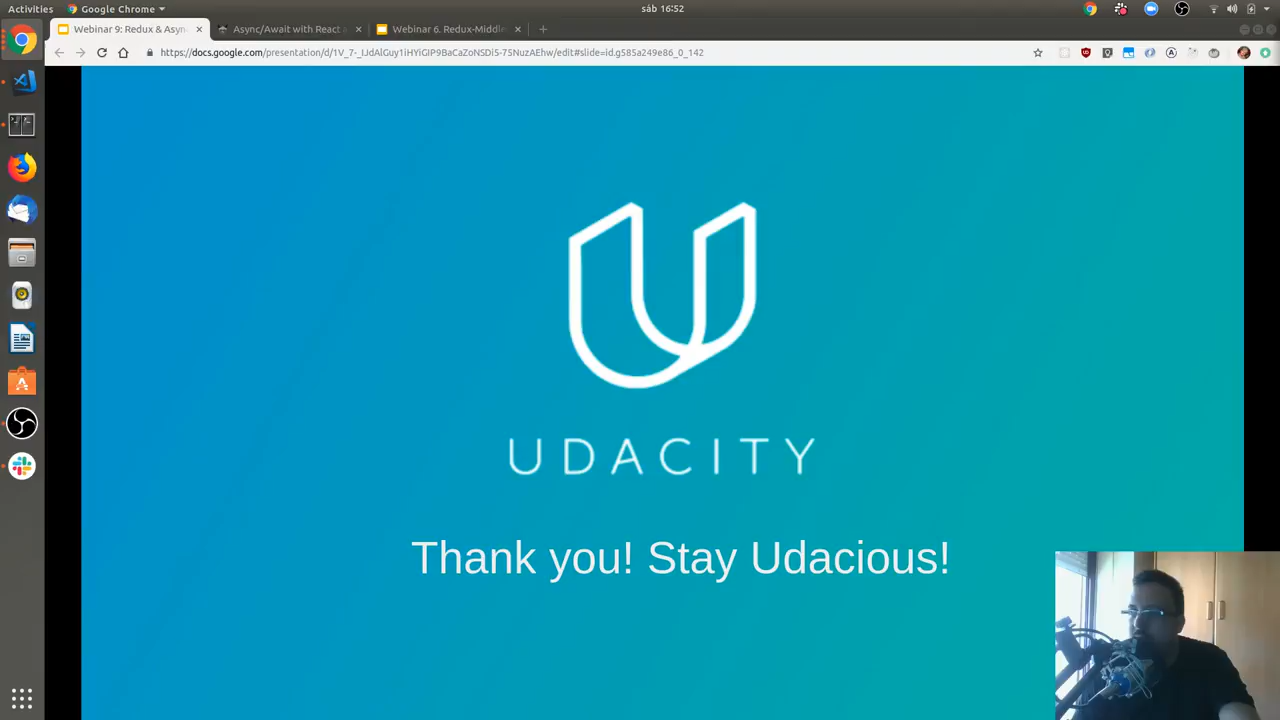 Activities
Google Chrome
sáb 16:52
Webinar 9: Redux & Asyn
Async/Await with React a
Webinar 6. Redux-Middle
https://docs.google.com/presentation/d/1V_7-_IJdAlGuy1iHYiGIP9BaCaZoNSDi5-75NuzAEhw/edit#slide=id.g585a249e86_0_142
UDACITY
Thank you! Stay Udacious!